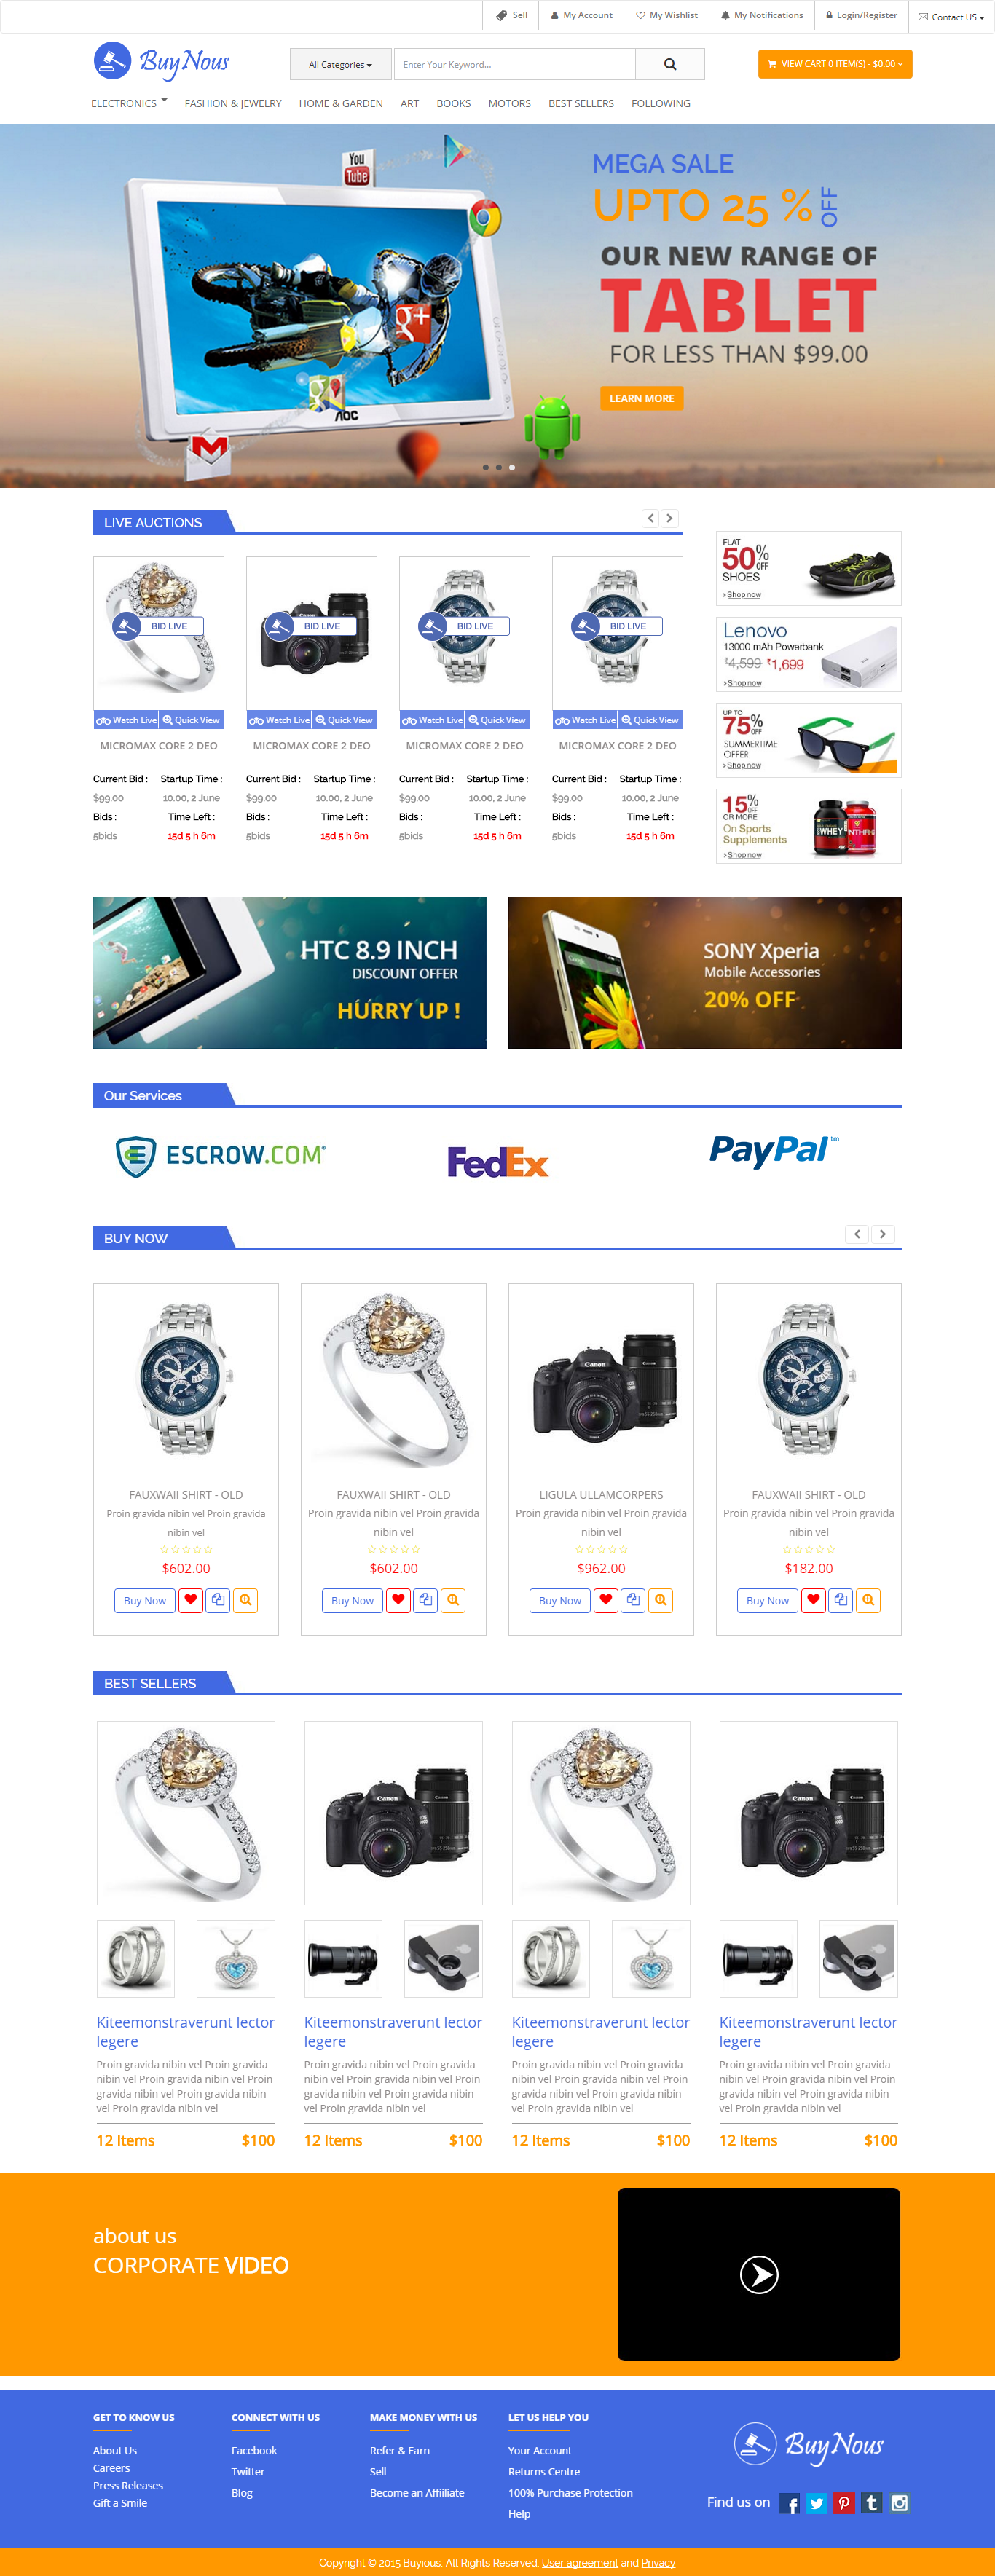 Sell
My Account
My Wishlist
My Notifications
Login/Register
Contact US
BuyNous
All Categories
Enter Your Keyword...
VIEW CART 0 ITEM(S) - $0.00
ELECTRONICS
FASHION & JEWELRY
HOME & GARDEN
ART
BOOKS
MOTORS
BEST SELLERS
FOLLOWING
You
Tube
g+
AOC
MEGA SALE
UPTO 25 % OFF
OUR NEW RANGE OF
TABLET
FOR LESS THAN $99.00
LEARN MORE
LIVE AUCTIONS
BID LIVE
BID LIVE
BID LIVE
BID LIVE
Watch Live Quick View
Watch Live Quick View
Watch Live Quick View
Watch Live Quick View
MICROMAX CORE 2 DEO
MICROMAX CORE 2 DEO
MICROMAX CORE 2 DEO
MICROMAX CORE 2 DEO
Current Bid : Startup Time :
$99.00 10.00, 2 June
Bids : Time Left :
5bids 15d 5 h 6m
Current Bid : Startup Time :
$99.00 10.00, 2 June
Bids : Time Left :
5bids 15d 5 h 6m
Current Bid : Startup Time :
$99.00 10.00, 2 June
Bids : Time Left :
5bids 15d 5 h 6m
Current Bid : Startup Time :
$99.00 10.00, 2 June
Bids : Time Left :
5bids 15d 5 h 6m
FLAT
50% OFF
SHOES
Shop now
Lenovo
13000 mAh Powerbank
₹4,599 ₹1,699
Shop now
UP TO
75% OFF
SUMMERTIME
OFFER
Shop now
15% OFF
OR MORE
On Sports
Supplements
Shop now
WHEY
HTC 8.9 INCH
DISCOUNT OFFER
HURRY UP !
Google
SONY Xperia
Mobile Accessories
20% OFF
Our Services
ESCROW.COM
FedEx
PayPal™
BUY NOW
Canon
FAUXWAII SHIRT - OLD
Proin gravida nibin vel Proin gravida
nibin vel
$602.00
Buy Now
FAUXWAII SHIRT - OLD
Proin gravida nibin vel Proin gravida
nibin vel
$602.00
Buy Now
LIGULA ULLAMCORPERS
Proin gravida nibin vel Proin gravida
nibin vel
$962.00
Buy Now
FAUXWAII SHIRT - OLD
Proin gravida nibin vel Proin gravida
nibin vel
$182.00
Buy Now
BEST SELLERS
Canon
Canon
Kiteemonstraverunt lector
legere
Proin gravida nibin vel Proin gravida
nibin vel Proin gravida nibin vel Proin
gravida nibin vel Proin gravida nibin
vel Proin gravida nibin vel
12 Items $100
Kiteemonstraverunt lector
legere
Proin gravida nibin vel Proin gravida
nibin vel Proin gravida nibin vel Proin
gravida nibin vel Proin gravida nibin
vel Proin gravida nibin vel
12 Items $100
Kiteemonstraverunt lector
legere
Proin gravida nibin vel Proin gravida
nibin vel Proin gravida nibin vel Proin
gravida nibin vel Proin gravida nibin
vel Proin gravida nibin vel
12 Items $100
Kiteemonstraverunt lector
legere
Proin gravida nibin vel Proin gravida
nibin vel Proin gravida nibin vel Proin
gravida nibin vel Proin gravida nibin
vel Proin gravida nibin vel
12 Items $100
about us
CORPORATE VIDEO
GET TO KNOW US
About Us
Careers
Press Releases
Gift a Smile
CONNECT WITH US
Facebook
Twitter
Blog
MAKE MONEY WITH US
Refer & Earn
Sell
Become an Affiiliate
LET US HELP YOU
Your Account
Returns Centre
100% Purchase Protection
Help
BuyNous
Find us on
Copyright © 2015 Buyious, All Rights Reserved. User agreement and Privacy